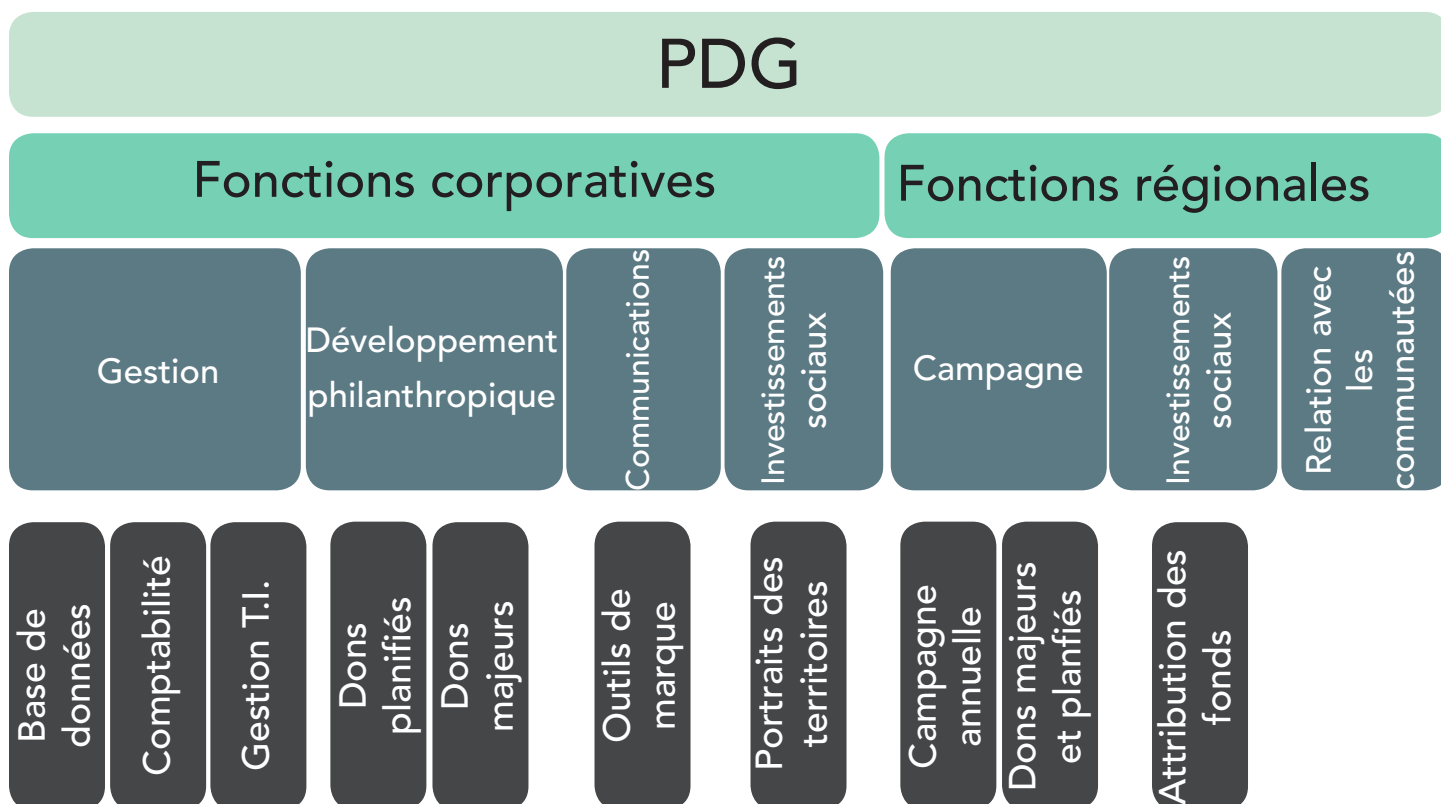 PDG
Fonctions corporatives
Fonctions régionales
Gestion
Développement
philanthropique
Communications
Investissements
sociaux
Campagne
Investissements
sociaux
Relation avec
les
communautées
Base de
données
Comptabilité
Gestion T.I.
Dons
planifiés
Dons
majeurs
Outils de
marque
Portraits des
territoires
Campagne
annuelle
Dons majeurs
et planfiés
Attribution des
fonds